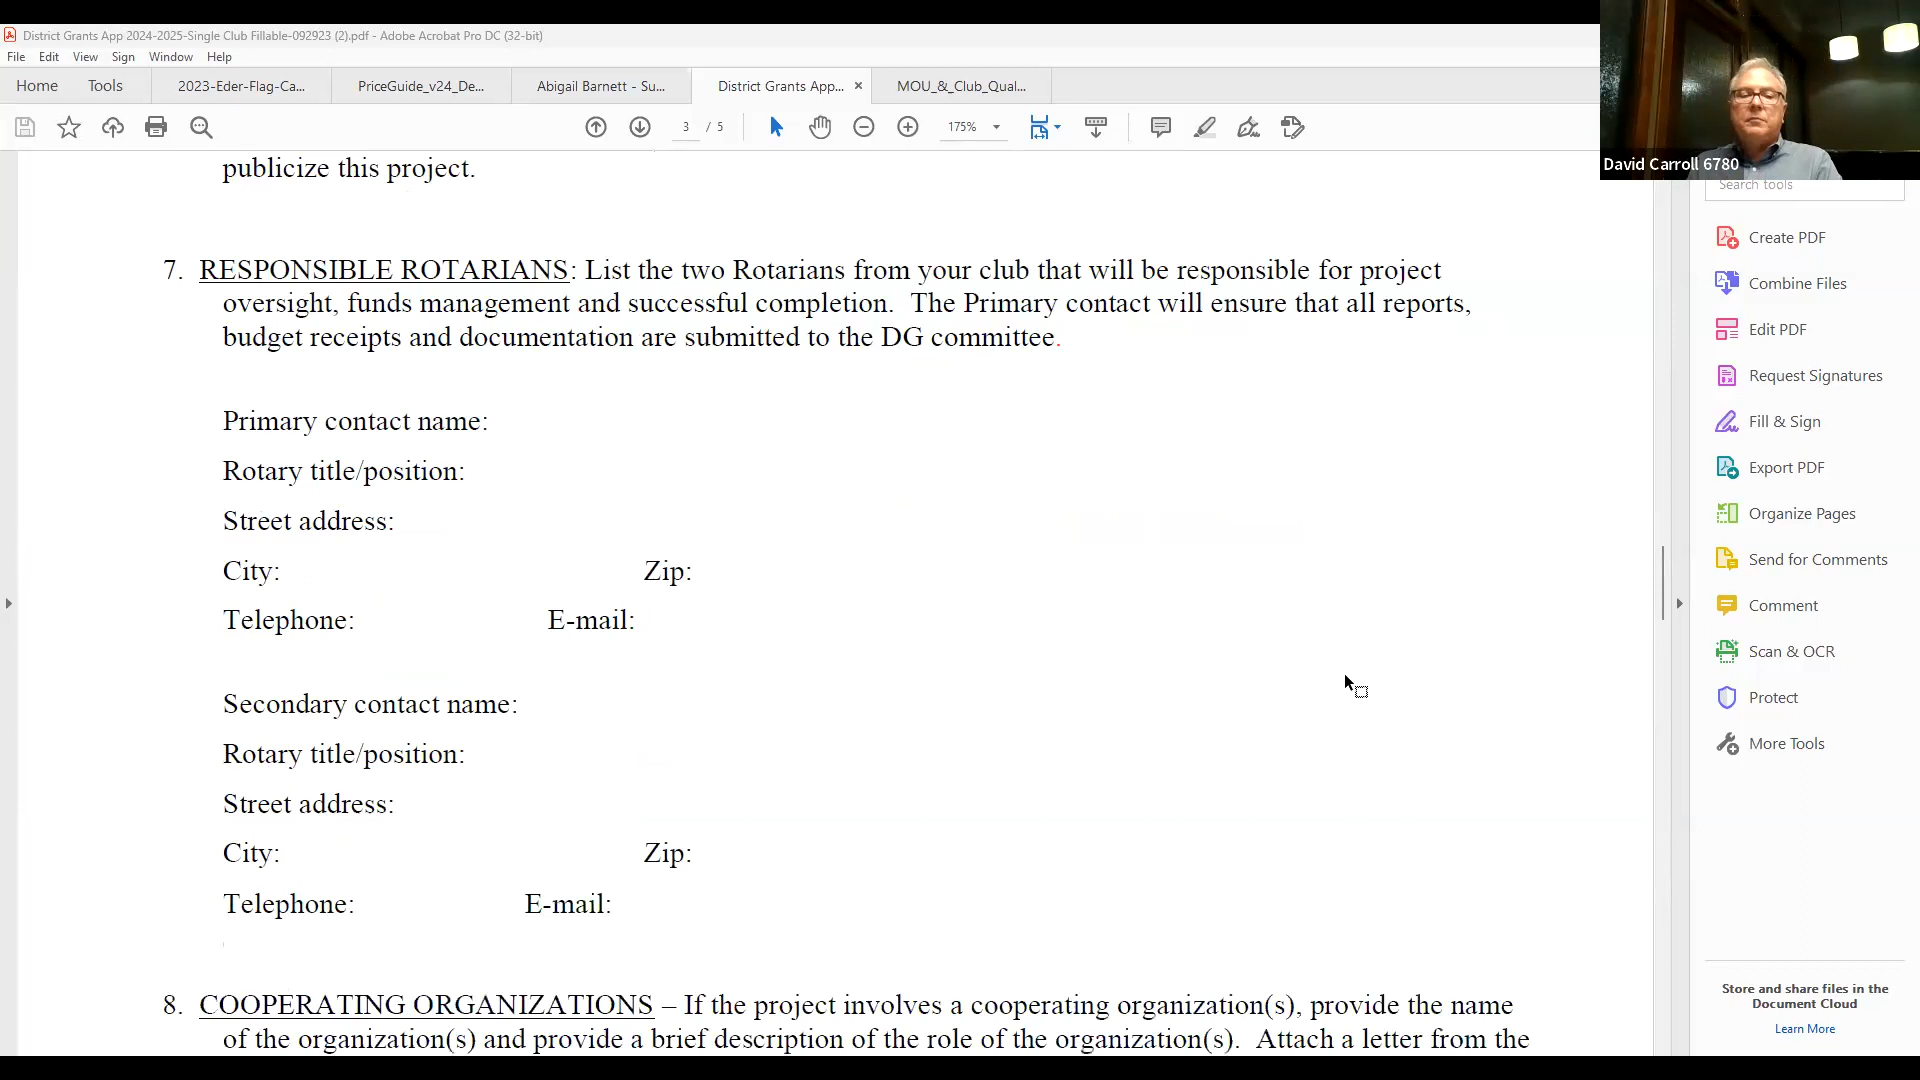 District Grants App 2024-2025-Single Club Fillable-092923 (2).pdf - Adobe Acrobat Pro DC (32-bit)
File Edit View Sign Window Help
Home Tools 2023-Eder-Flag-Ca... PriceGuide_v24_De... Abigail Barnett - Su... District Grants App... × MOU_&_Club_Qual...
3 / 5 175%
David Carroll 6780
Search tools
publicize this project.
7. RESPONSIBLE ROTARIANS: List the two Rotarians from your club that will be responsible for project
oversight, funds management and successful completion. The Primary contact will ensure that all reports,
budget receipts and documentation are submitted to the DG committee.
Primary contact name:
Rotary title/position:
Street address:
City: Zip:
Telephone: E-mail:
Secondary contact name:
Rotary title/position:
Street address:
City: Zip:
Telephone: E-mail:
8. COOPERATING ORGANIZATIONS – If the project involves a cooperating organization(s), provide the name
of the organization(s) and provide a brief description of the role of the organization(s). Attach a letter from the
Create PDF
Combine Files
Edit PDF
Request Signatures
Fill & Sign
Export PDF
Organize Pages
Send for Comments
Comment
Scan & OCR
Protect
More Tools
Store and share files in the
Document Cloud
Learn More